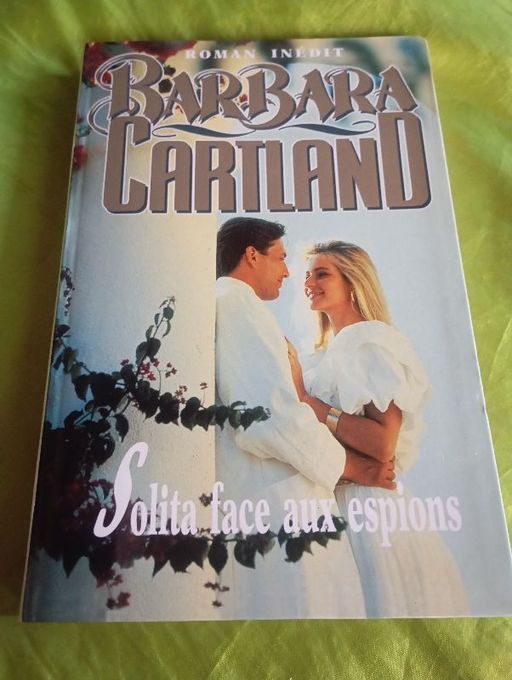 ROMAN INÉDIT
BARBARA
CARTLAND
Solita face aux espions